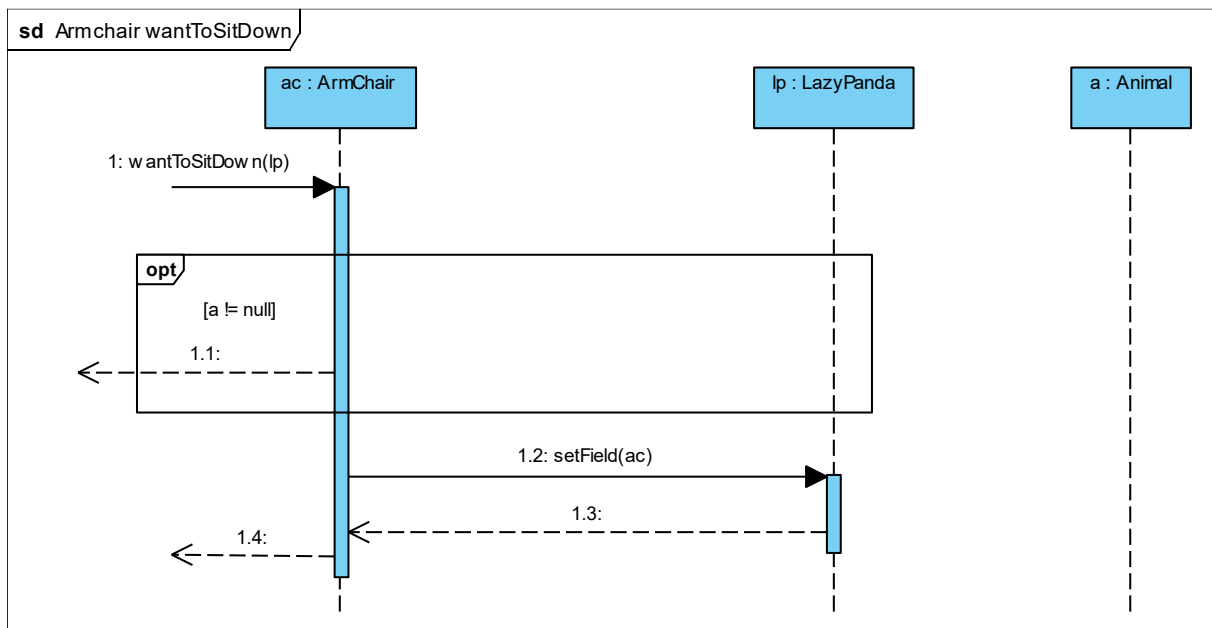 sd Armchair wantToSitDown
ac : ArmChair
lp : LazyPanda
a : Animal
1: wantToSitDown(lp)
opt
[a != null]
1.1:
1.2: setField(ac)
1.3:
1.4: